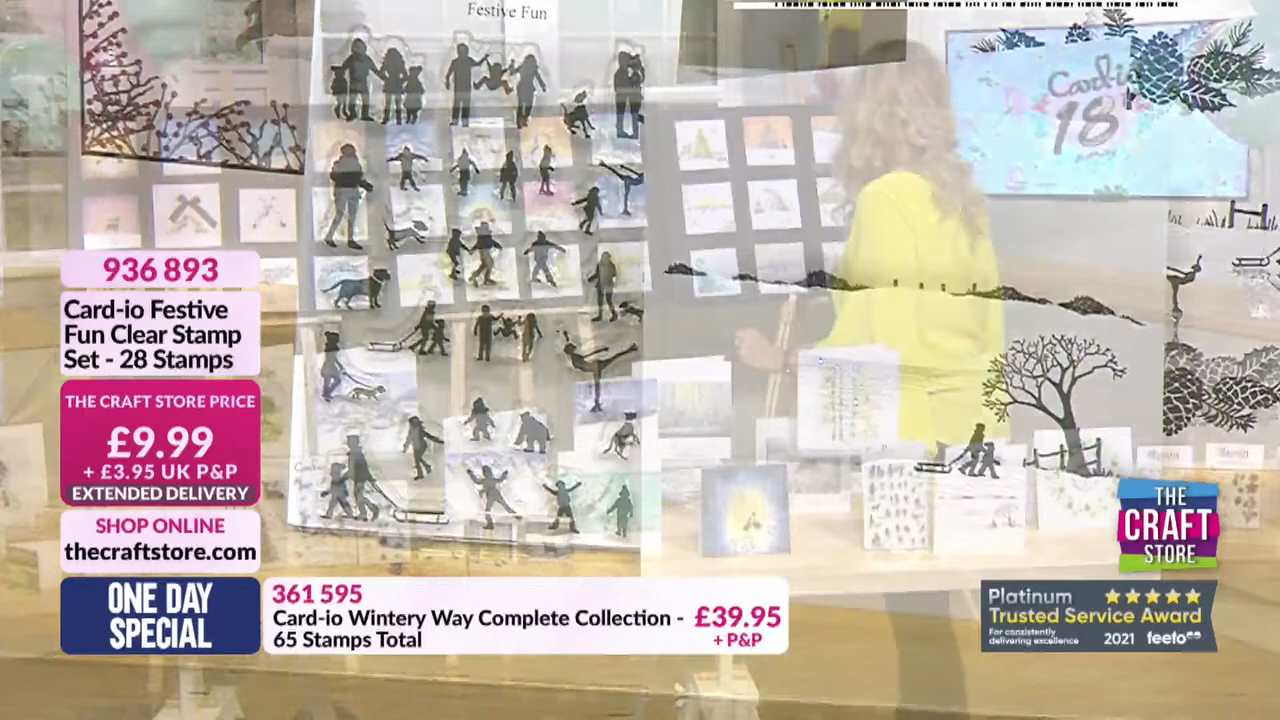 Festive Fun
Card-io
18
936 893
Card-io Festive
Fun Clear Stamp
Set - 28 Stamps
THE CRAFT STORE PRICE
£9.99
+ £3.95 UK P&P
EXTENDED DELIVERY
SHOP ONLINE
thecraftstore.com
ONE DAY
SPECIAL
361 595
Card-io Wintery Way Complete Collection -
65 Stamps Total
£39.95
+ P&P
THE
CRAFT
STORE
Platinum
Trusted Service Award
For consistently
delivering excellence
2021 feefo